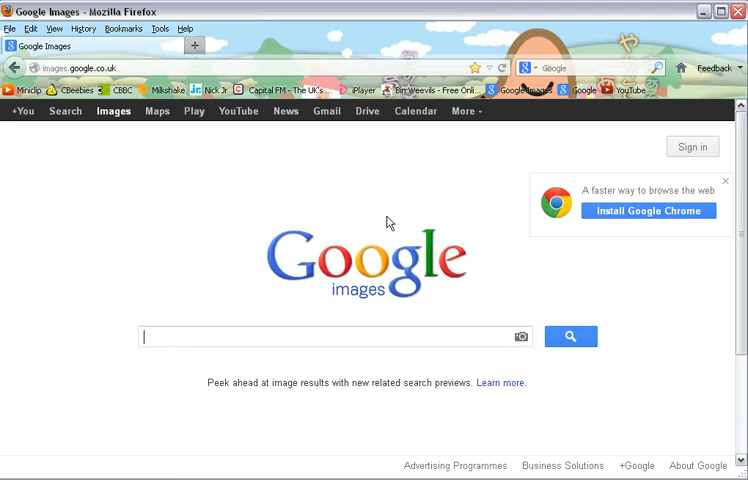 Google Images - Mozilla Firefox
File Edit View History Bookmarks Tools Help
Google Images
images.google.co.uk Google Feedback
Miniclip CBeebies CBBC Milkshake Nick Jr Capital FM - The UK's ... iPlayer Bin Weevils - Free Onl... Google Images Google YouTube
+You Search Images Maps Play YouTube News Gmail Drive Calendar More
Sign in
A faster way to browse the web
Install Google Chrome
Google
images
Peek ahead at image results with new related search previews. Learn more.
Advertising Programmes Business Solutions +Google About Google